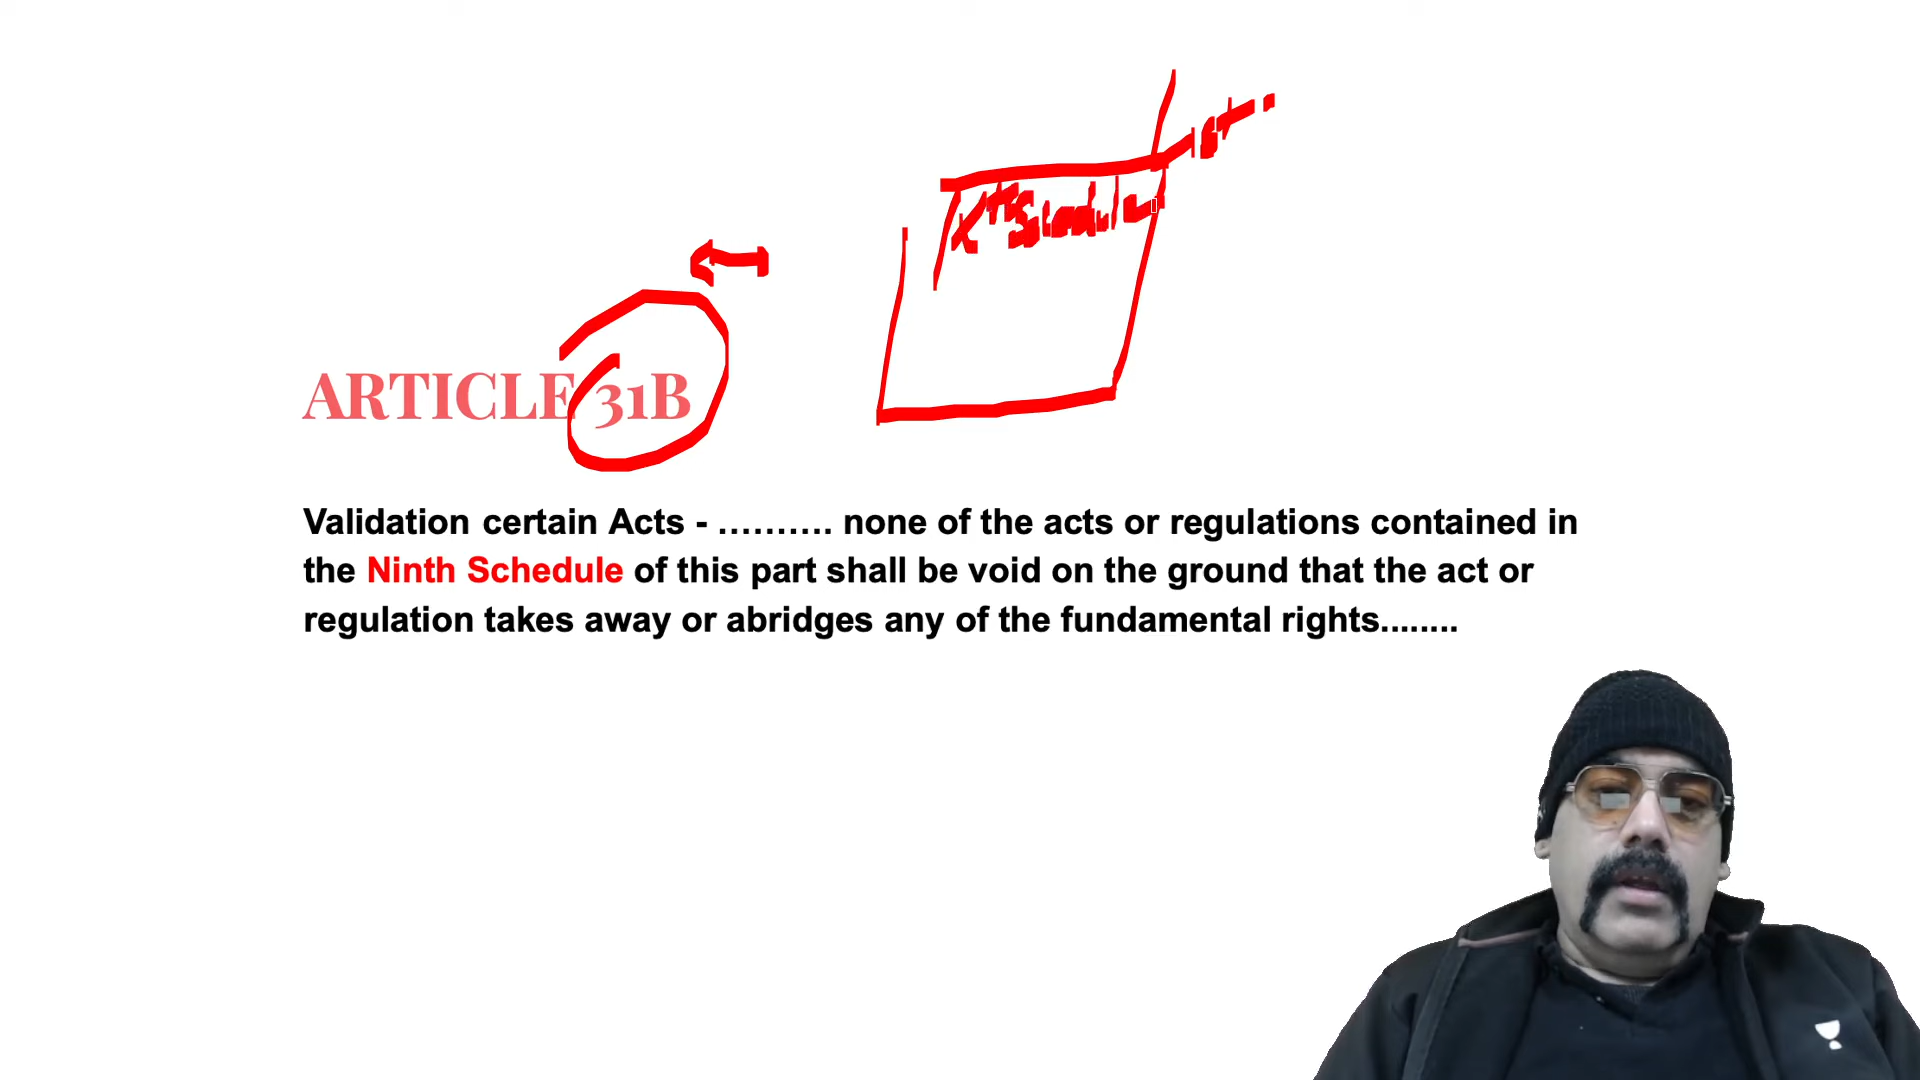 1st
Schedule
ARTICLE 31B
Validation certain Acts - .......... none of the acts or regulations contained in
the Ninth Schedule of this part shall be void on the ground that the act or
regulation takes away or abridges any of the fundamental rights........